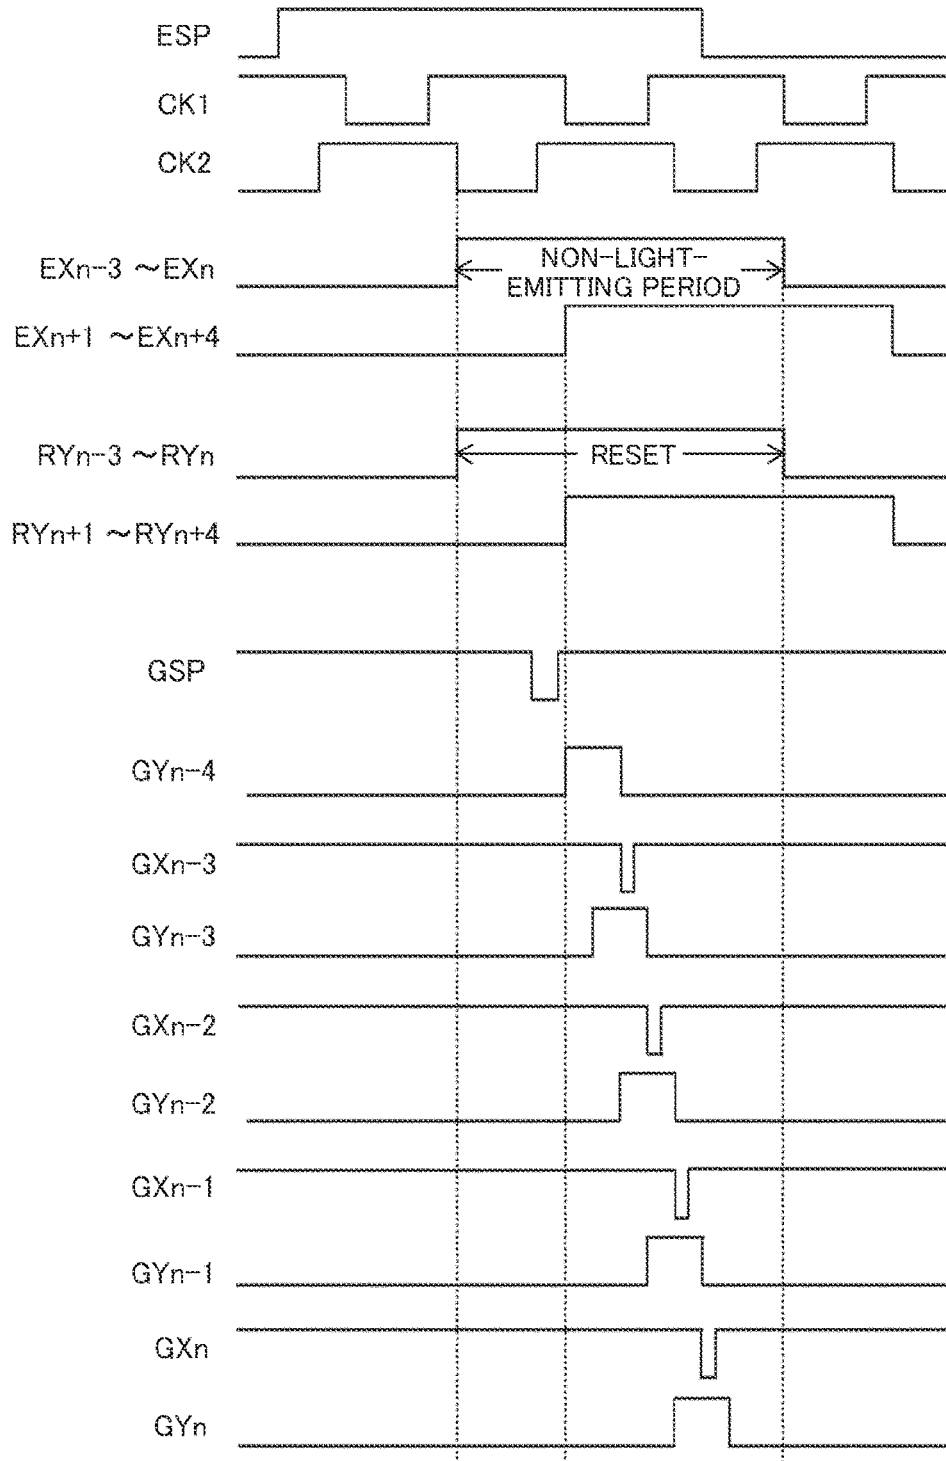 ESP
CK1
CK2
EXn-3 ～EXn
NON-LIGHT-
EMITTING PERIOD
EXn+1 ～EXn+4
RYn-3 ～RYn
RESET
RYn+1 ～RYn+4
GSP
GYn-4
GXn-3
GYn-3
GXn-2
GYn-2
GXn-1
GYn-1
GXn
GYn